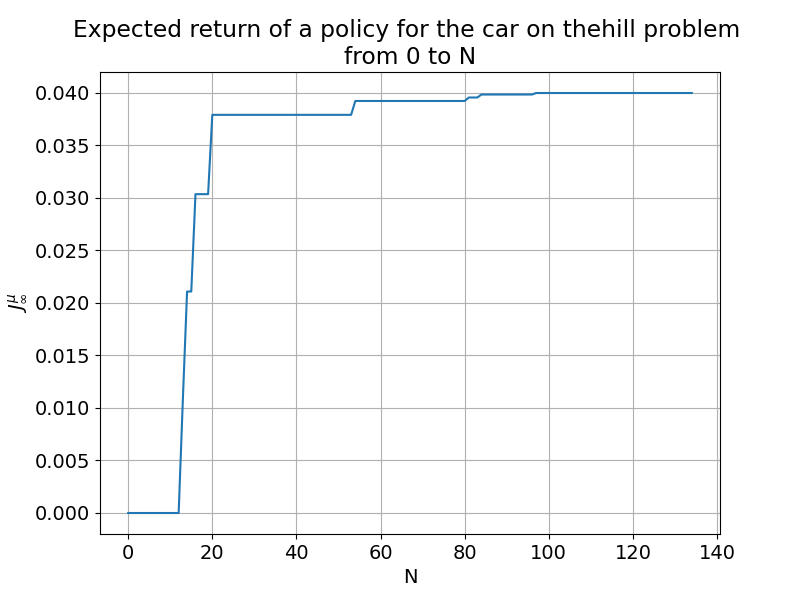 Expected return of a policy for the car on thehill problem
from 0 to N
0.040
0.035
0.030
0.025
0.020
0.015
0.010
0.005
0.000
J^μ_∞
0 20 40 60 80 100 120 140
N